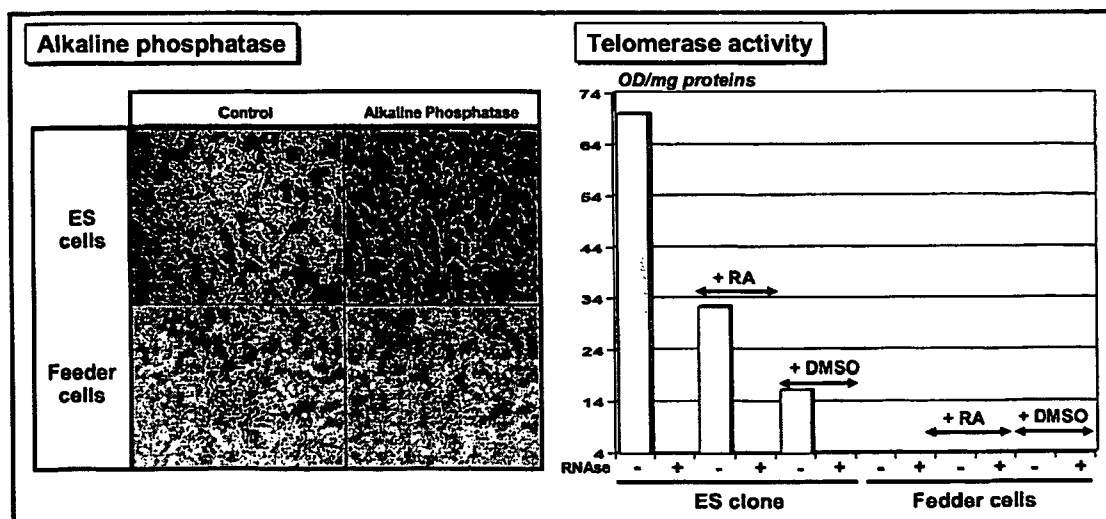 Alkaline phosphatase
Control
Alkaline Phosphatase
ES
cells
Feeder
cells
Telomerase activity
OD/mg proteins
74
64
54
44
34
24
14
4
+ RA
+ DMSO
+ RA
+ DMSO
RNAse - + - + - + - + - + - +
ES clone
Fedder cells